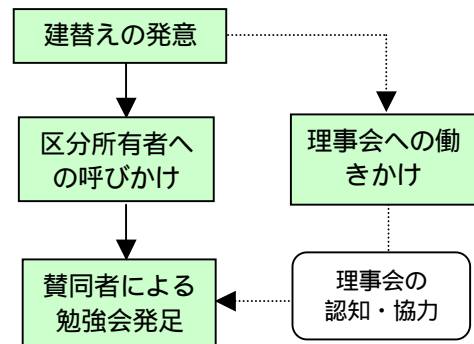 建替えの発意
区分所有者へ
の呼びかけ
理事会への働
きかけ
賛同者による
勉強会発足
理事会の
認知・協力